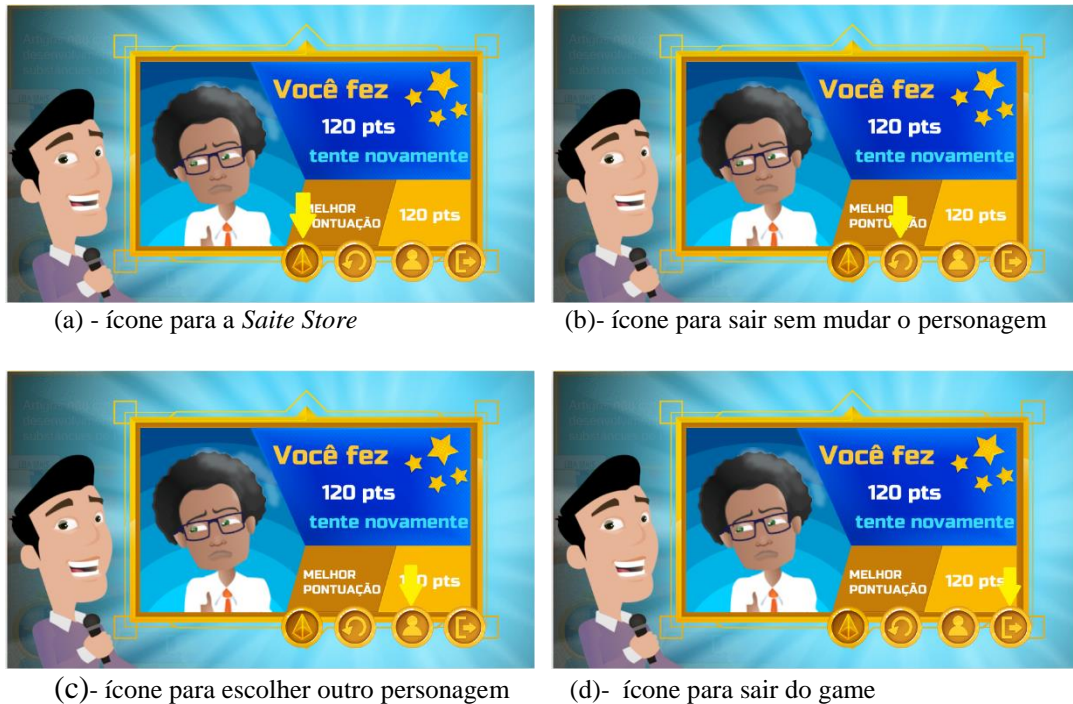 Você fez
120 pts
tente novamente
PONTUAÇÃO
120 pts
(a) - ícone para a Saite Store
Você fez
120 pts
tente novamente
MELHOR
120 pts
(b)- ícone para sair sem mudar o personagem
Você fez
120 pts
tente novamente
MELHOR
PONTUAÇÃO
pts
(c)- ícone para escolher outro personagem
Você fez
120 pts
tente novamente
MELHOR
PONTUAÇÃO
120 pts
(d)- ícone para sair do game